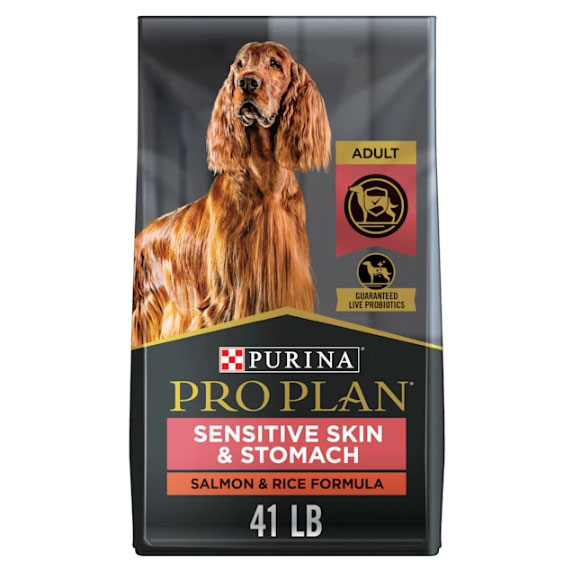 ADULT
GUARANTEED
LIVE PROBIOTICS
PURINA®
PRO PLAN®
SENSITIVE SKIN
& STOMACH
SALMON & RICE FORMULA
41 LB